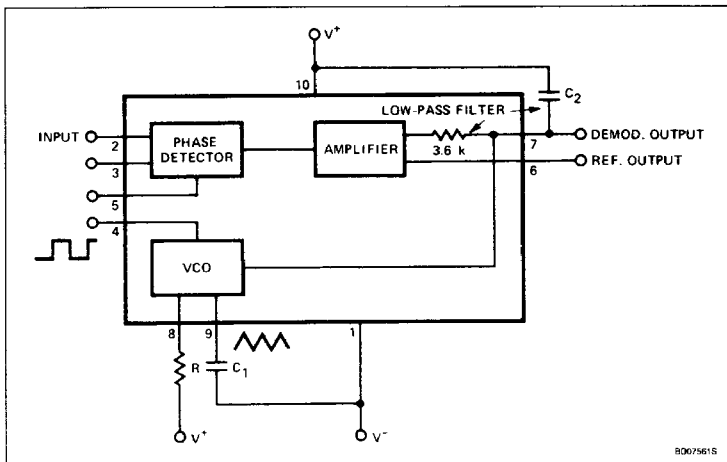 V+
10
C2
LOW-PASS FILTER
INPUT
2
PHASE DETECTOR
AMPLIFIER
3.6 k
7
DEMOD. OUTPUT
3
6
REF. OUTPUT
5
4
VCO
8
9
1
R
C1
V+
V-
BD07561S